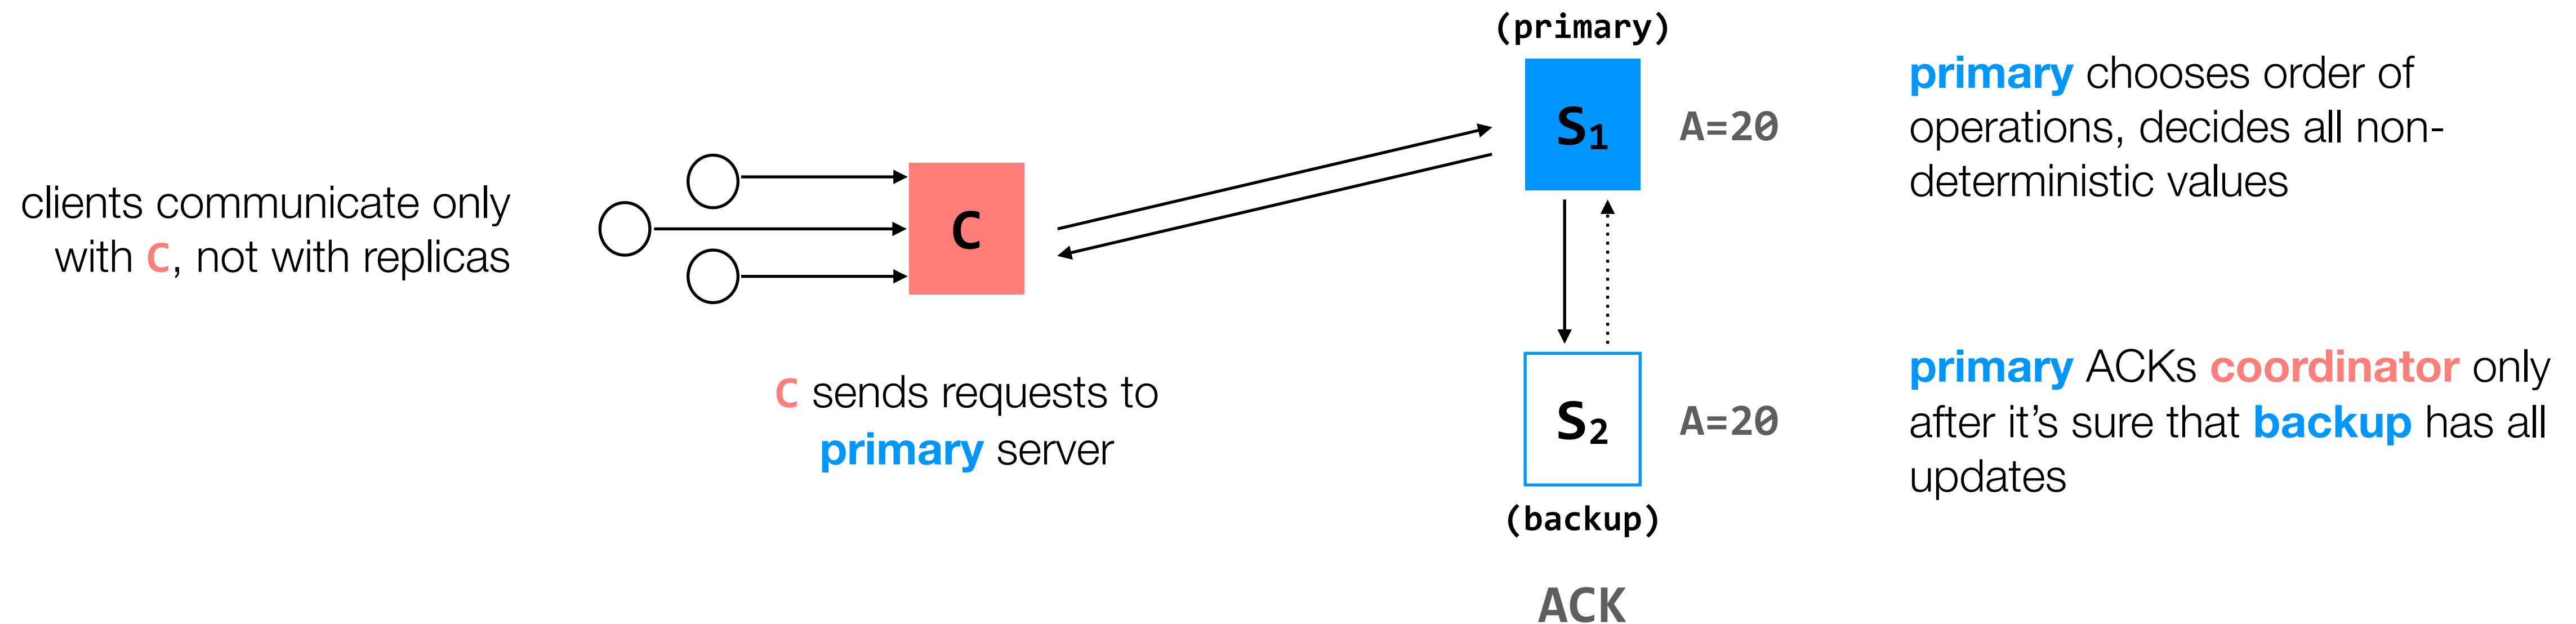 (primary)
S1
A=20
primary chooses order of
operations, decides all non-
deterministic values
clients communicate only
with C, not with replicas
C
C sends requests to
primary server
S2
A=20
(backup)
primary ACKs coordinator only
after it’s sure that backup has all
updates
ACK